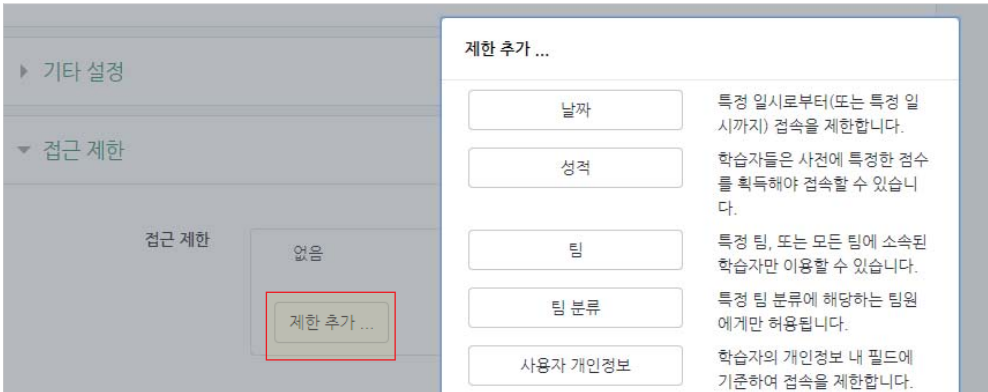 기타 설정
접근 제한
접근 제한
없음
제한 추가 ...
제한 추가 ...
날짜
특정 일시로부터(또는 특정 일
시까지) 접속을 제한합니다.
성적
학습자들은 사전에 특정한 점수
를 획득해야 접속할 수 있습니
다.
팀
특정 팀, 또는 모든 팀에 소속된
학습자만 이용할 수 있습니다.
팀 분류
특정 팀 분류에 해당하는 팀원
에게만 허용됩니다.
사용자 개인정보
학습자의 개인정보 내 필드에
기준하여 접속을 제한합니다.